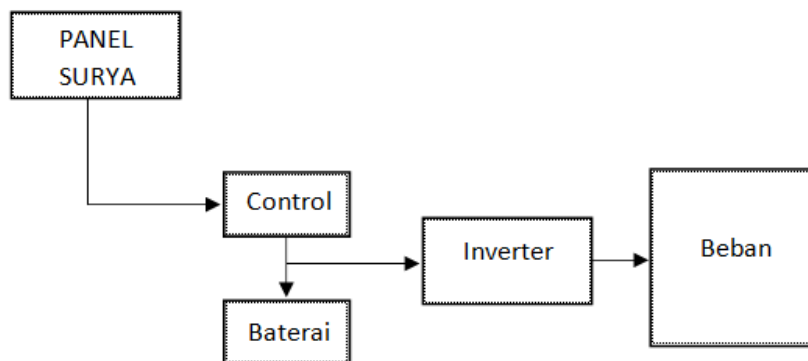 PANEL
SURYA
Control
Inverter
Beban
Baterai